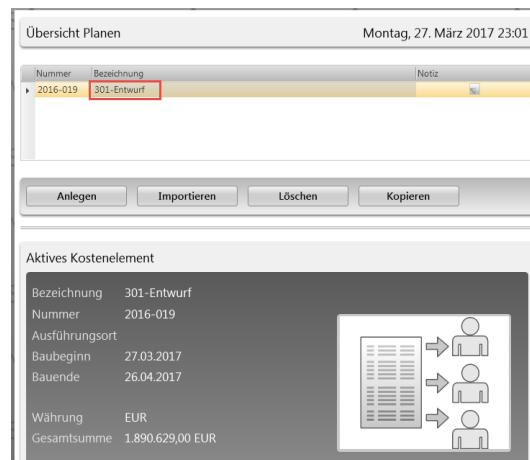 Übersicht Planen Montag, 27. März 2017 23:01
Nummer Bezeichnung Notiz
2016-019 301-Entwurf
Anlegen Importieren Löschen Kopieren
Aktives Kostenelement
Bezeichnung 301-Entwurf
Nummer 2016-019
Ausführungsort
Baubeginn 27.03.2017
Bauende 26.04.2017
Währung EUR
Gesamtsumme 1.890.629,00 EUR